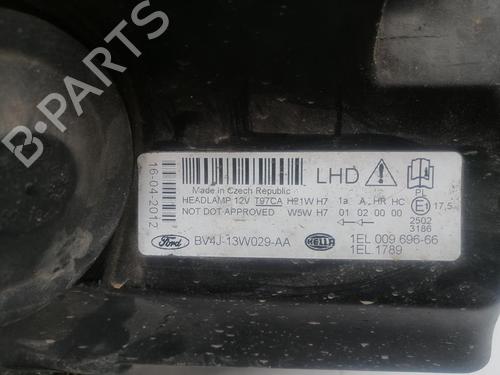 B
16-04-2012
LHD
Made in Czech Republic
HEADLAMP 12V T97CA H21W H7 1a A HR HC PL
NOT DOT APPROVED W5W H7 01 02 00 00 E1 17,5
2502
3186
Ford BV4J-13W029-AA HELLA 1EL 009 696-66
1EL 1789